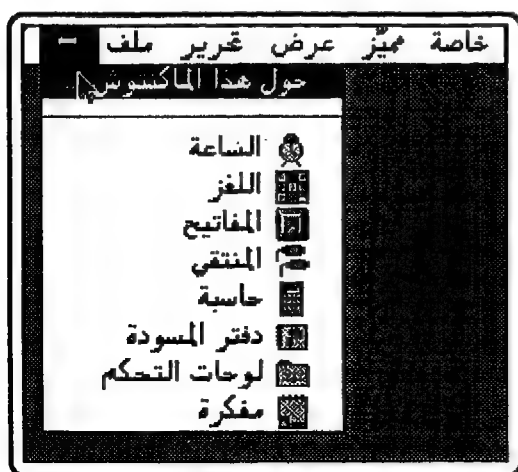 خاصة مميّز عرض تحرير ملف
حول هذا الماكنتوش
الساعة
اللغز
المفاتيح
المنتقي
حاسبة
دفتر المسودة
لوحات التحكم
مفكرة